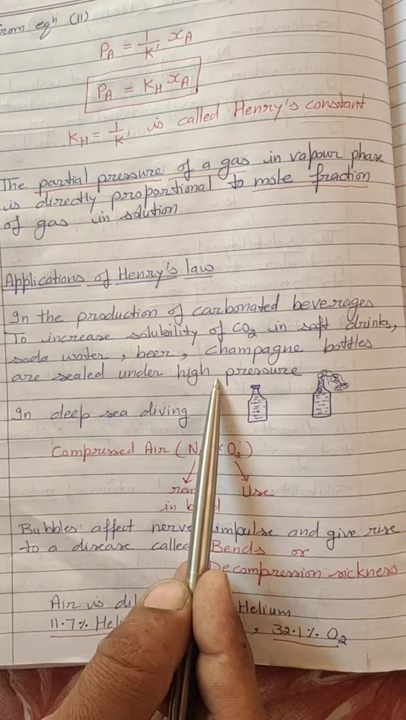 from eqn (11)
P_A = 1/K' x_A
P_A = K_H x_A
K_H = 1/K' is called Henry's constant
The partial pressure of a gas in vapour phase
is directly proportional to mole fraction
of gas in solution
Applications of Henry's law
In the production of carbonated beverages
To increase solubility of CO₂ in soft drinks,
soda water, beer, champagne bottles
are sealed under high pressure
In deep sea diving
Compressed Air (N O₂)
Use
in
Bubbles affect nerve impulse and give rise
to a disease called Bends or
Decompression sickness
Air is Helium
11.7% , 32.1% O₂